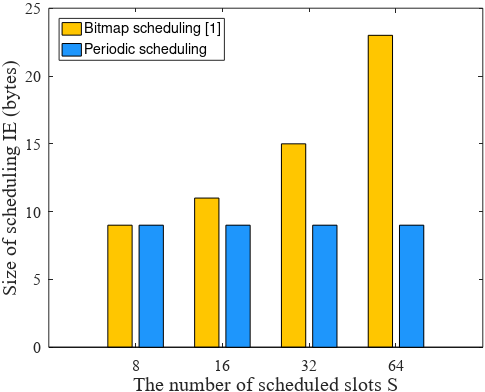 25
20
15
10
5
0
Size of scheduling IE (bytes)
Bitmap scheduling [1]
Periodic scheduling
8 16 32 64
The number of scheduled slots S